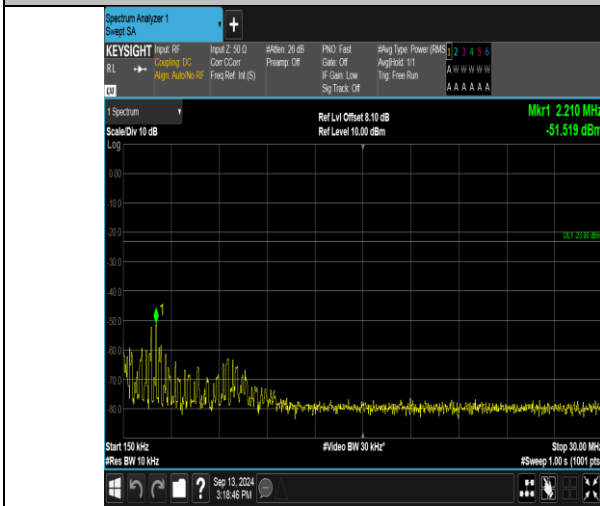 Spectrum Analyzer 1
Swept SA
+
KEYSIGHT Input: RF Input Z: 50 Ω #Atten: 26 dB PNO: Fast #Avg Type: Power (RMS 1 2 3 4 5 6
RL Coupling: DC Corr CCorr Preamp: Off Gate: Off Avg|Hold: 1/1 A W W W W W
Align: Auto/No RF Freq Ref: Int (S) IF Gain: Low Trig: Free Run
Sig Track: Off A A A A A A
1 Spectrum Ref Lvl Offset 8.10 dB Mkr1 2.210 MHz
Scale/Div 10 dB Ref Level 10.00 dBm -51.519 dBm
Log
0.00
-10.0
-20.0
DL1 -23.00 dBm
-30.0
-40.0
1
-50.0
-60.0
-70.0
-80.0
Start 150 kHz #Video BW 30 kHz* Stop 30.00 MHz
#Res BW 10 kHz #Sweep 1.00 s (1001 pts
? Sep 13, 2024
3:18:46 PM